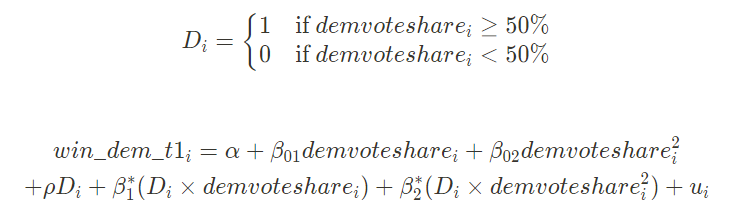 D_i = { 1 if demvoteshare_i ≥ 50%
0 if demvoteshare_i < 50%
win_dem_t1_i = α + β_01 demvoteshare_i + β_02 demvoteshare_i^2
+ρD_i + β_1^*(D_i × demvoteshare_i) + β_2^*(D_i × demvoteshare_i^2) + u_i